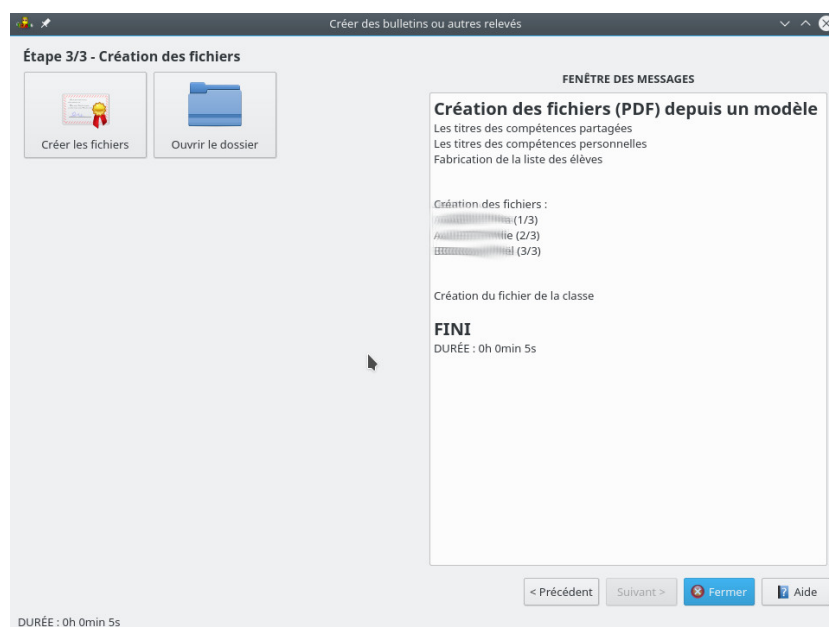 Créer des bulletins ou autres relevés
Étape 3/3 - Création des fichiers
Créer les fichiers
Ouvrir le dossier
FENÊTRE DES MESSAGES
Création des fichiers (PDF) depuis un modèle
Les titres des compétences partagées
Les titres des compétences personnelles
Fabrication de la liste des élèves
Création des fichiers :
(1/3)
(2/3)
(3/3)
Création du fichier de la classe
FINI
DURÉE : 0h 0min 5s
< Précédent
Suivant >
Fermer
Aide
DURÉE : 0h 0min 5s